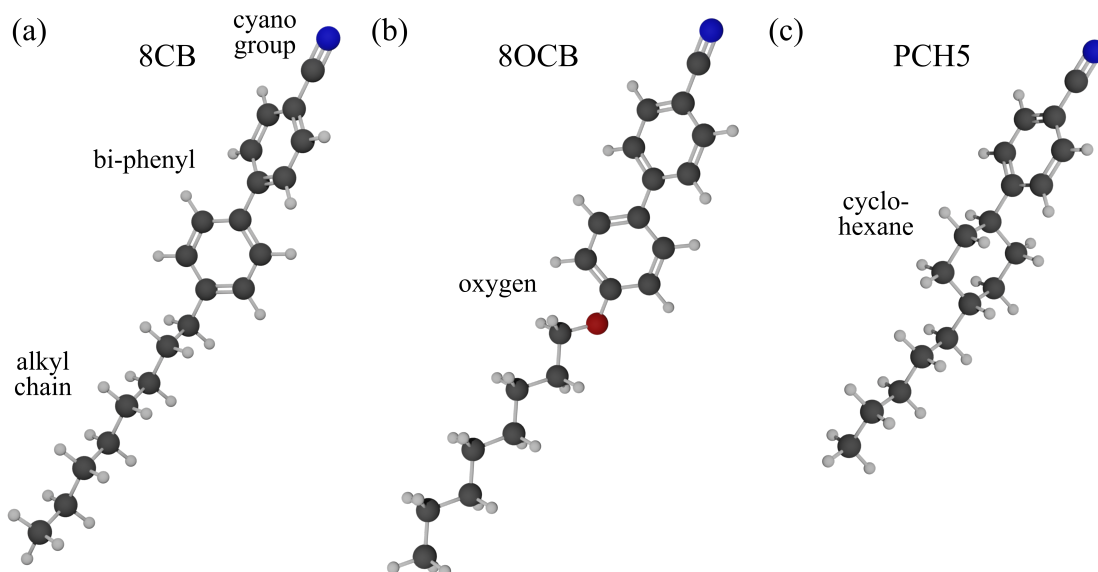 (a)
8CB
cyano
group
bi-phenyl
alkyl
chain
(b)
8OCB
oxygen
(c)
PCH5
cyclo-
hexane